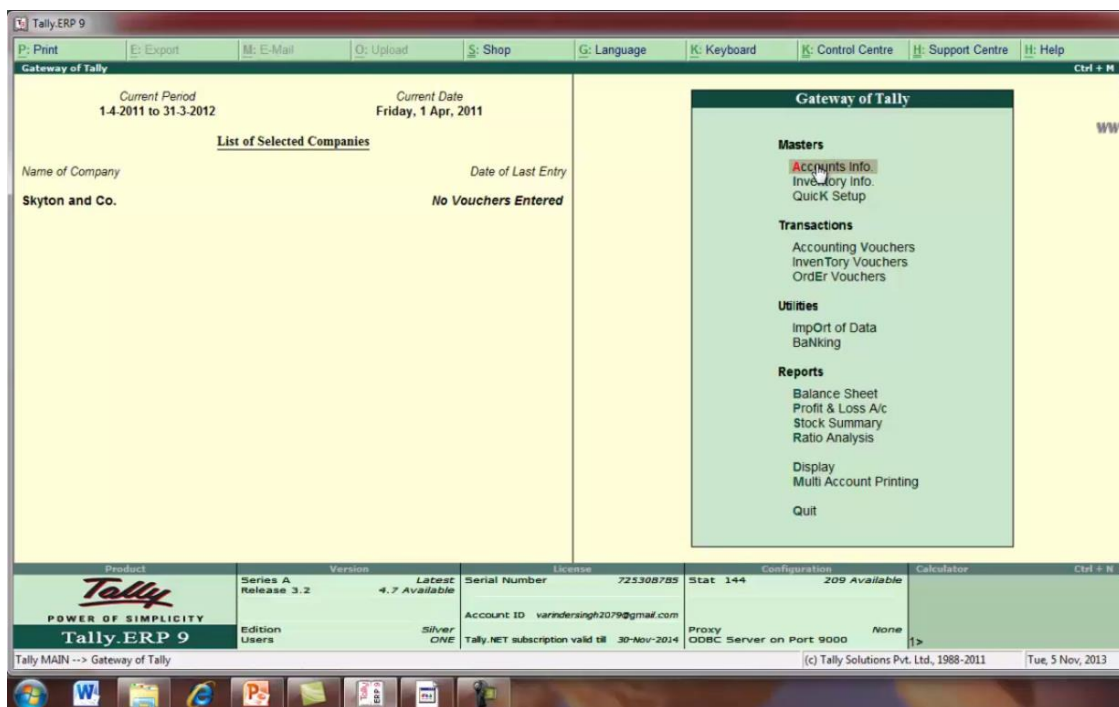 Tally.ERP 9
P: Print E: Export M: E-Mail O: Upload S: Shop G: Language K: Keyboard K: Control Centre H: Support Centre H: Help
Gateway of Tally Ctrl + M
Current Period Current Date
1-4-2011 to 31-3-2012 Friday, 1 Apr, 2011
List of Selected Companies
Name of Company Date of Last Entry
Skyton and Co. No Vouchers Entered
Gateway of Tally
Masters
Accounts Info.
Inventory Info.
QuicK Setup
Transactions
Accounting Vouchers
InvenTory Vouchers
OrdEr Vouchers
Utilities
ImpOrt of Data
BaNking
Reports
Balance Sheet
Profit & Loss A/c
Stock Summary
Ratio Analysis
Display
Multi Account Printing
Quit
Product Version License Configuration Calculator Ctrl + N
Tally
POWER OF SIMPLICITY
Tally.ERP 9
Series A Latest
Release 3.2 4.7 Available
Edition Silver
Users ONE
Serial Number 725308785
Account ID varindersingh2079@gmail.com
Tally.NET subscription valid till 30-Nov-2014
Stat 144 209 Available
Proxy None
ODBC Server on Port 9000
1>
Tally MAIN --> Gateway of Tally (c) Tally Solutions Pvt. Ltd., 1988-2011 Tue, 5 Nov, 2013